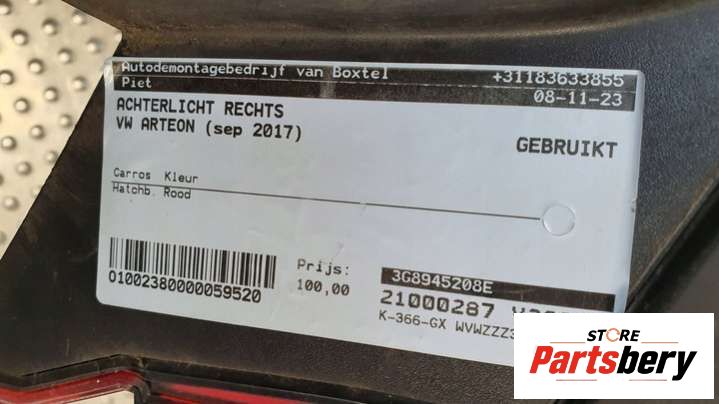 Autodemontagebedrijf van Boxtel +31183633855
Piet 08-11-23
ACHTERLICHT RECHTS
VW ARTEON (sep 2017)
GEBRUIKT
Carros Kleur
Hatchb. Rood
01002380000059520
Prijs:
100,00
3G8945208E
21000287
K-366-GX
STORE
Partsbery